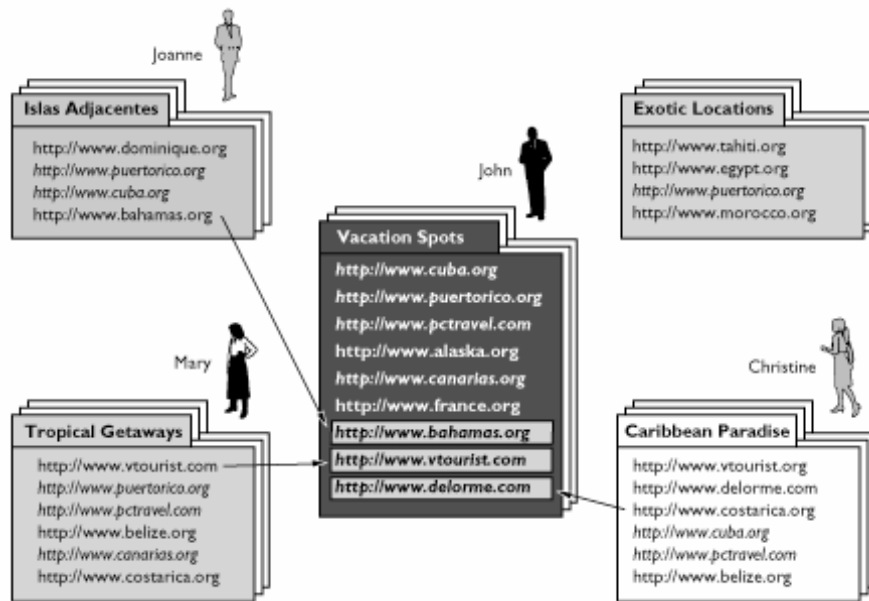 Joanne
Islas Adjacentes
http://www.dominique.org
http://www.puertorico.org
http://www.cuba.org
http://www.bahamas.org
Exotic Locations
http://www.tahiti.org
http://www.egypt.org
http://www.puertorico.org
http://www.morocco.org
John
Vacation Spots
http://www.cuba.org
http://www.puertorico.org
http://www.pctravel.com
http://www.alaska.org
http://www.canarias.org
http://www.france.org
http://www.bahamas.org
http://www.vtourist.com
http://www.delorme.com
Mary
Tropical Getaways
http://www.vtourist.com
http://www.puertorico.org
http://www.pctravel.com
http://www.belize.org
http://www.canarias.org
http://www.costarica.org
Christine
Caribbean Paradise
http://www.vtourist.org
http://www.delorme.com
http://www.costarica.org
http://www.cuba.org
http://www.pctravel.com
http://www.belize.org